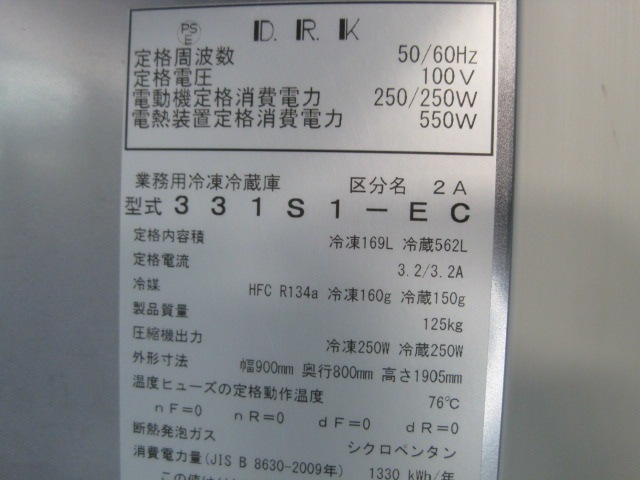 PS
E
D.R.K
定格周波数 50/60Hz
定格電圧 100V
電動機定格消費電力 250/250W
電熱装置定格消費電力 550W
業務用冷凍冷蔵庫 区分名 2A
型式 331S1-EC
定格内容積 冷凍169L 冷蔵562L
定格電流 3.2/3.2A
冷媒 HFC R134a 冷凍160g 冷蔵150g
製品質量 125kg
圧縮機出力 冷凍250W 冷蔵250W
外形寸法 幅900mm 奥行800mm 高さ1905mm
温度ヒューズの定格動作温度 76℃
nF=0 nR=0 dF=0 dR=0
断熱発泡ガス シクロペンタン
消費電力量(JIS B 8630-2009年) 1330 kWh/年
この値は